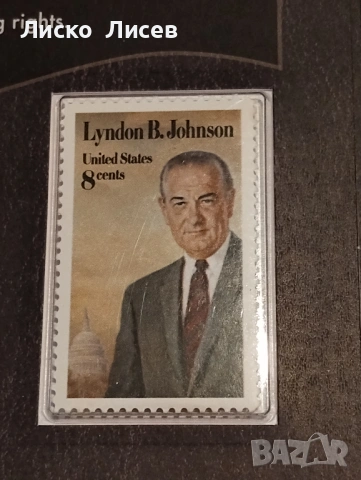 g rights
Лиско Лисев
Lyndon B. Johnson
United States
8 cents
BAZAR